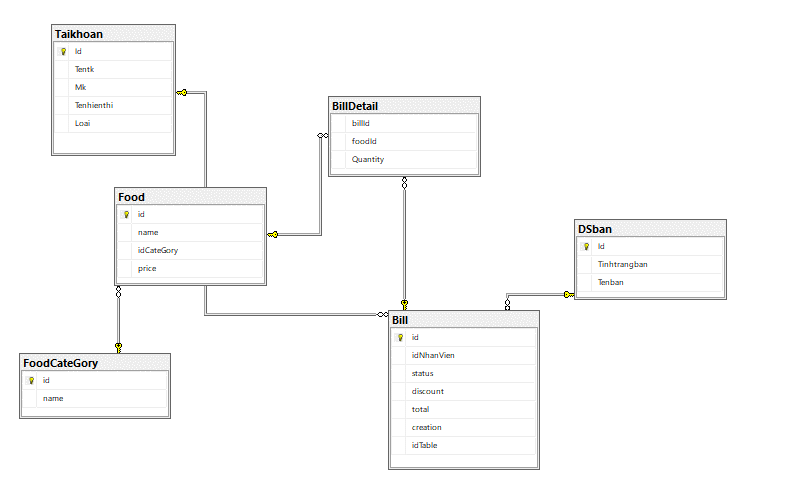 Taikhoan
Id
Tentk
Mk
Tenhienthi
Loai
BillDetail
billId
foodId
Quantity
Food
id
name
idCateGory
price
DSban
Id
Tinhtrangban
Tenban
Bill
id
idNhanVien
status
discount
total
creation
idTable
FoodCateGory
id
name